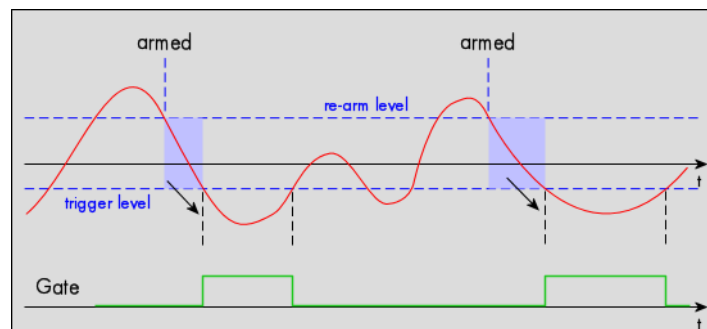 armed
armed
re-arm level
t
trigger level
Gate
t